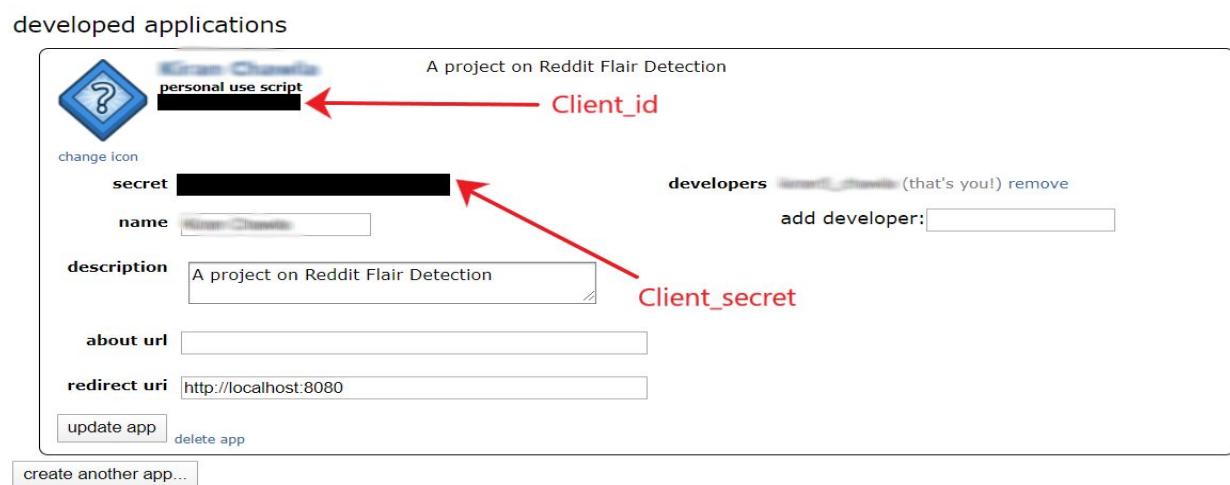 developed applications
A project on Reddit Flair Detection
personal use script
Client_id
change icon
secret
developers (that's you!) remove
name
add developer:
description A project on Reddit Flair Detection
Client_secret
about url
redirect uri http://localhost:8080
update app delete app
create another app...